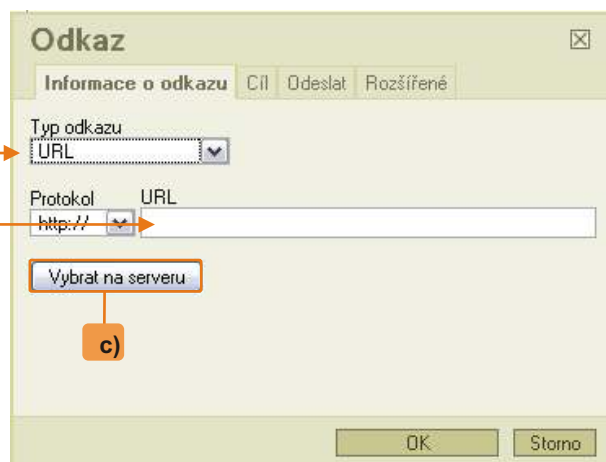 Odkaz
Informace o odkazu Cíl Odeslat Rozšířené
Typ odkazu
URL
Protokol URL
http://
Vybrat na serveru
c)
OK Storno